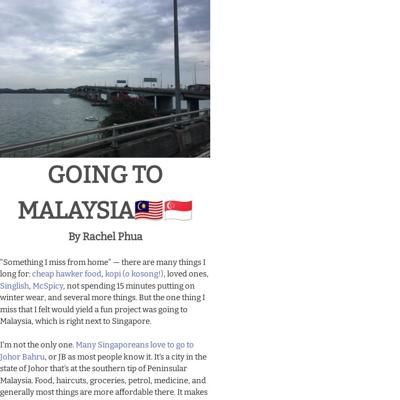 GOING TO
MALAYSIA🇲🇾🇸🇬
By Rachel Phua
"Something I miss from home" — there are many things I
long for: cheap hawker food, kopi (o kosong!), loved ones,
Singlish, McSpicy, not spending 15 minutes putting on
winter wear, and several more things. But the one thing I
miss that I felt would yield a fun project was going to
Malaysia, which is right next to Singapore.
I'm not the only one. Many Singaporeans love to go to
Johor Bahru, or JB as most people know it. It's a city in the
state of Johor that's at the southern tip of Peninsular
Malaysia. Food, haircuts, groceries, petrol, medicine, and
generally most things are more affordable there. It makes